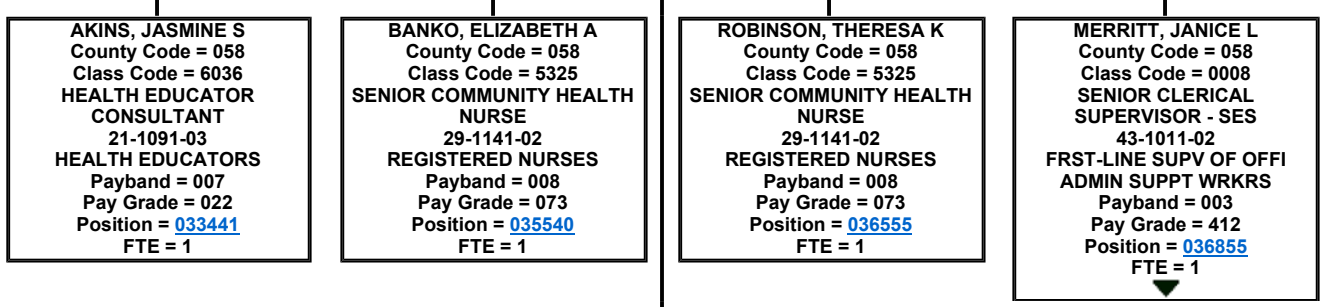 AKINS, JASMINE S
County Code = 058
Class Code = 6036
HEALTH EDUCATOR
CONSULTANT
21-1091-03
HEALTH EDUCATORS
Payband = 007
Pay Grade = 022
Position = 033441
FTE = 1
BANKO, ELIZABETH A
County Code = 058
Class Code = 5325
SENIOR COMMUNITY HEALTH
NURSE
29-1141-02
REGISTERED NURSES
Payband = 008
Pay Grade = 073
Position = 035540
FTE = 1
ROBINSON, THERESA K
County Code = 058
Class Code = 5325
SENIOR COMMUNITY HEALTH
NURSE
29-1141-02
REGISTERED NURSES
Payband = 008
Pay Grade = 073
Position = 036555
FTE = 1
MERRITT, JANICE L
County Code = 058
Class Code = 0008
SENIOR CLERICAL
SUPERVISOR - SES
43-1011-02
FRST-LINE SUPV OF OFFI
ADMIN SUPPT WRKRS
Payband = 003
Pay Grade = 412
Position = 036855
FTE = 1